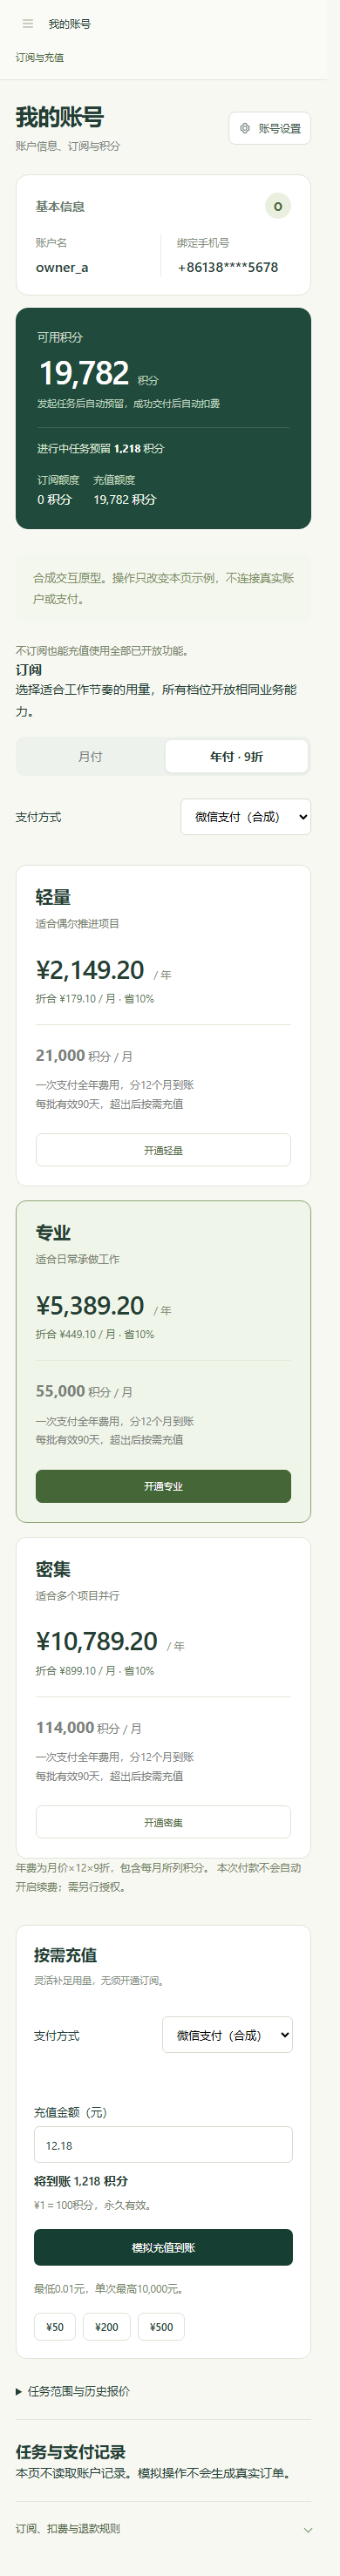 我的账号
订阅与充值
我的账号
账户信息、订阅与积分
账号设置
基本信息
O
账户名
绑定手机号
owner_a
+86138****5678
可用积分
19,782 积分
发起任务后自动预留，成功交付后自动扣费
进行中任务预留 1,218 积分
订阅额度
充值额度
0 积分
19,782 积分
合成交互原型。操作只改变本页示例，不连接真实账
户或支付。
不订阅也能充值使用全部已开放功能。
订阅
选择适合工作节奏的用量，所有档位开放相同业务能
力。
月付
年付 · 9折
支付方式
微信支付（合成）
轻量
适合偶尔推进项目
¥2,149.20 / 年
折合 ¥179.10 / 月 · 省10%
21,000 积分 / 月
一次支付全年费用，分12个月到账
每批有效90天，超出后按需充值
开通轻量
专业
适合日常承做工作
¥5,389.20 / 年
折合 ¥449.10 / 月 · 省10%
55,000 积分 / 月
一次支付全年费用，分12个月到账
每批有效90天，超出后按需充值
开通专业
密集
适合多个项目并行
¥10,789.20 / 年
折合 ¥899.10 / 月 · 省10%
114,000 积分 / 月
一次支付全年费用，分12个月到账
每批有效90天，超出后按需充值
开通密集
年费为月价×12×9折，包含每月所列积分。 本次付款不会自动
开启续费；需另行授权。
按需充值
灵活补足用量，无须开通订阅。
支付方式
微信支付（合成）
充值金额（元）
12.18
将到账 1,218 积分
¥1 = 100积分，永久有效。
模拟充值到账
最低0.01元，单次最高10,000元。
¥50
¥200
¥500
任务范围与历史报价
任务与支付记录
本页不读取账户记录。模拟操作不会生成真实订单。
订阅、扣费与退款规则